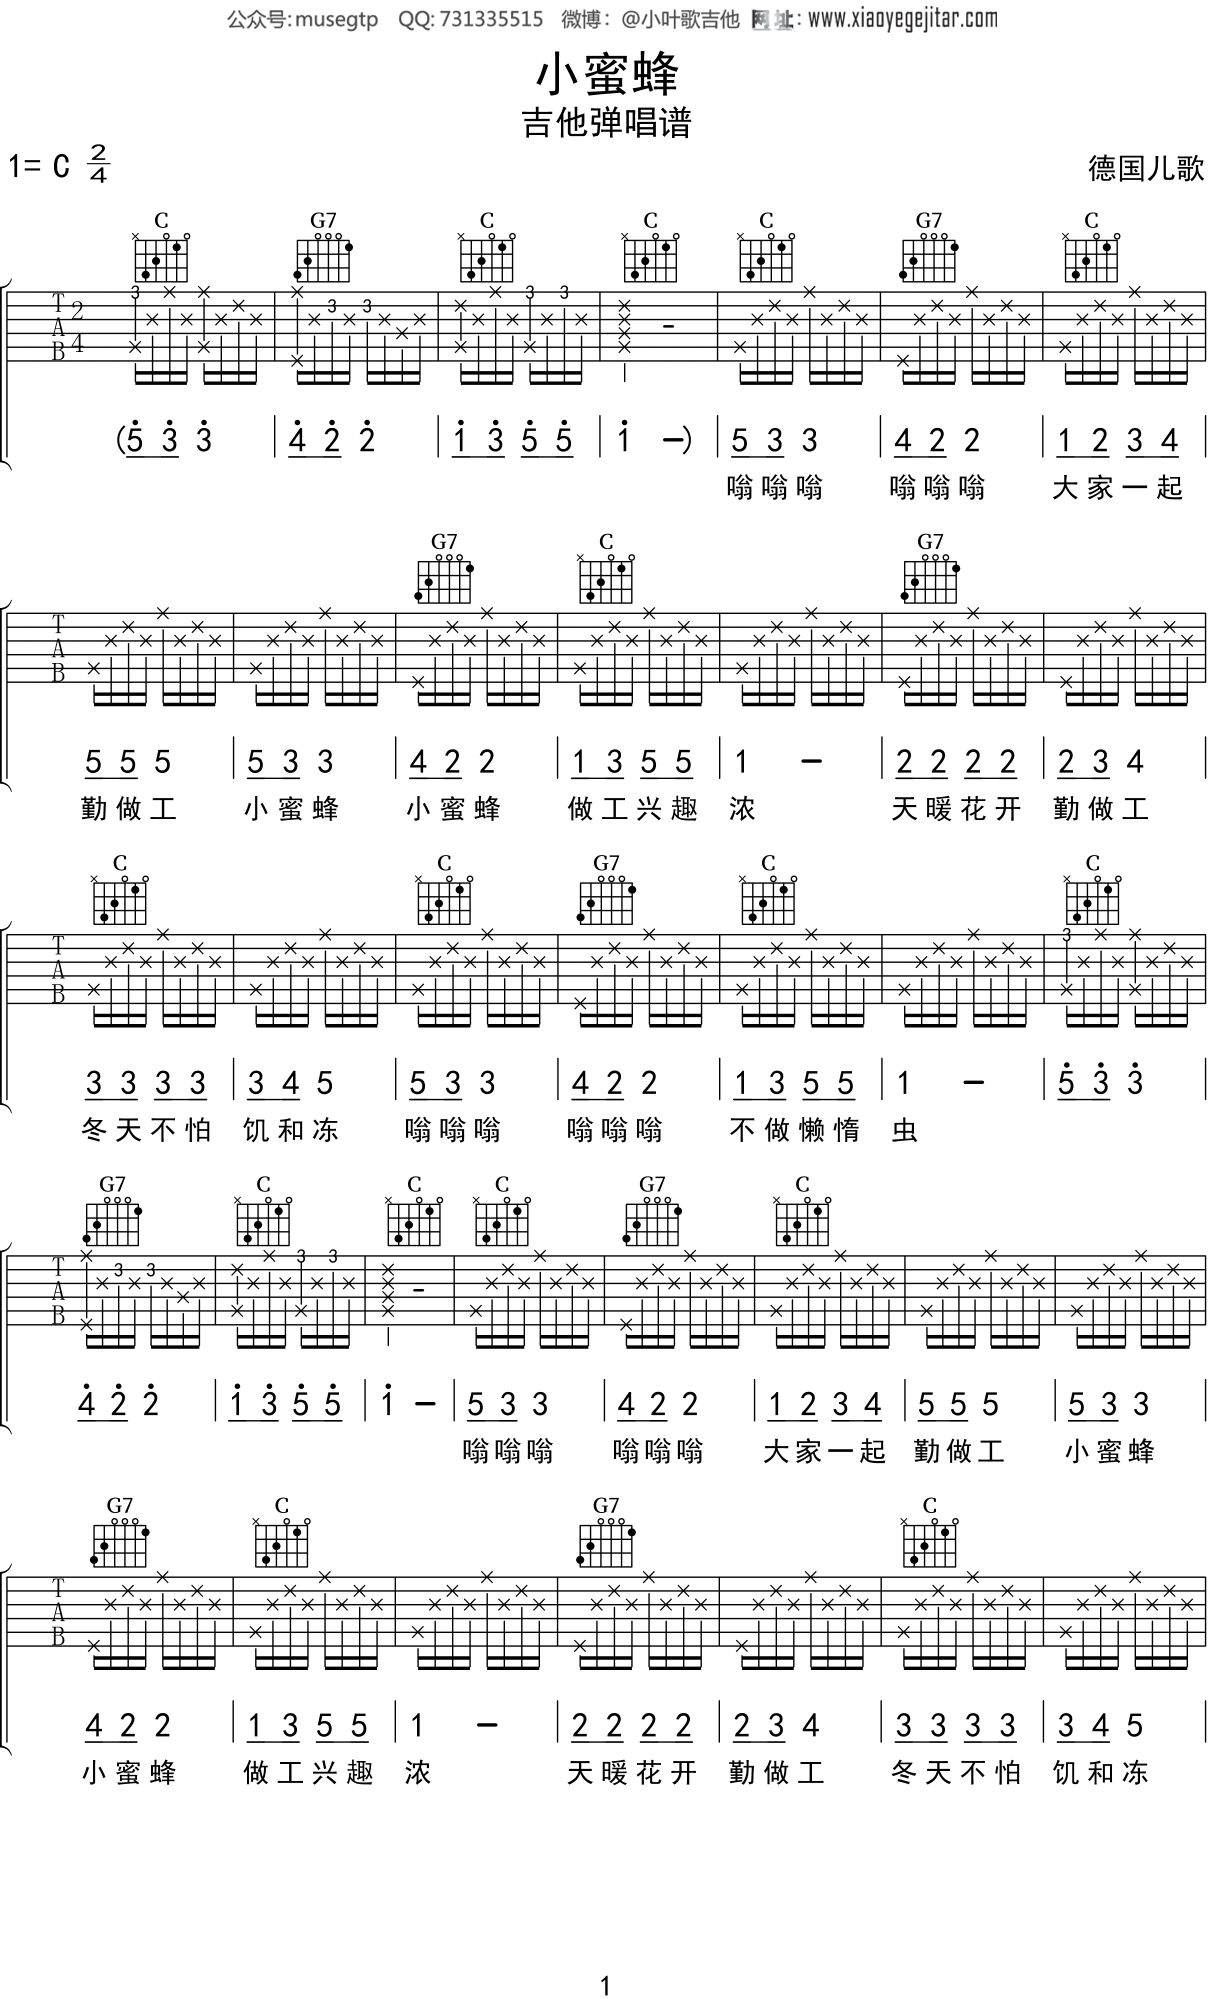 公众号: musegtp QQ: 731335515 微博: @小叶歌吉他 网址: www.xiaoyegejitar.com
小蜜蜂
吉他弹唱谱
1= C 2/4
德国儿歌
C G7 C C C G7 C
3 3 3 3 3
T A B 2 4
(5 3 3 | 4 2 2 | 1 3 5 5 | 1 –) | 5 3 3 | 4 2 2 | 1 2 3 4
嗡嗡嗡 嗡嗡嗡 大家一起
G7 C G7
T A B
5 5 5 | 5 3 3 | 4 2 2 | 1 3 5 5 | 1 – | 2 2 2 2 | 2 3 4
勤做工 小蜜蜂 小蜜蜂 做工兴趣 浓 天暖花开 勤做工
C C G7 C C
3
T A B
3 3 3 3 | 3 4 5 | 5 3 3 | 4 2 2 | 1 3 5 5 | 1 – | 5 3 3
冬天不怕 饥和冻 嗡嗡嗡 嗡嗡嗡 不做懒惰 虫
G7 C C C G7 C
3 3 3 3
T A B
4 2 2 | 1 3 5 5 | 1 – | 5 3 3 | 4 2 2 | 1 2 3 4 | 5 5 5 | 5 3 3
嗡嗡嗡 嗡嗡嗡 大家一起 勤做工 小蜜蜂
G7 C G7 C
T A B
4 2 2 | 1 3 5 5 | 1 – | 2 2 2 2 | 2 3 4 | 3 3 3 3 | 3 4 5
小蜜蜂 做工兴趣 浓 天暖花开 勤做工 冬天不怕 饥和冻
1